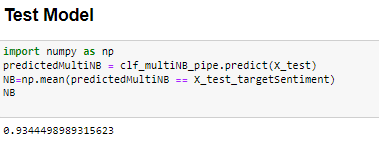 Test Model
import numpy as np
predictedMultiNB = clf_multiNB_pipe.predict(X_test)
NB=np.mean(predictedMultiNB == X_test_targetSentiment)
NB
0.9344498989315623